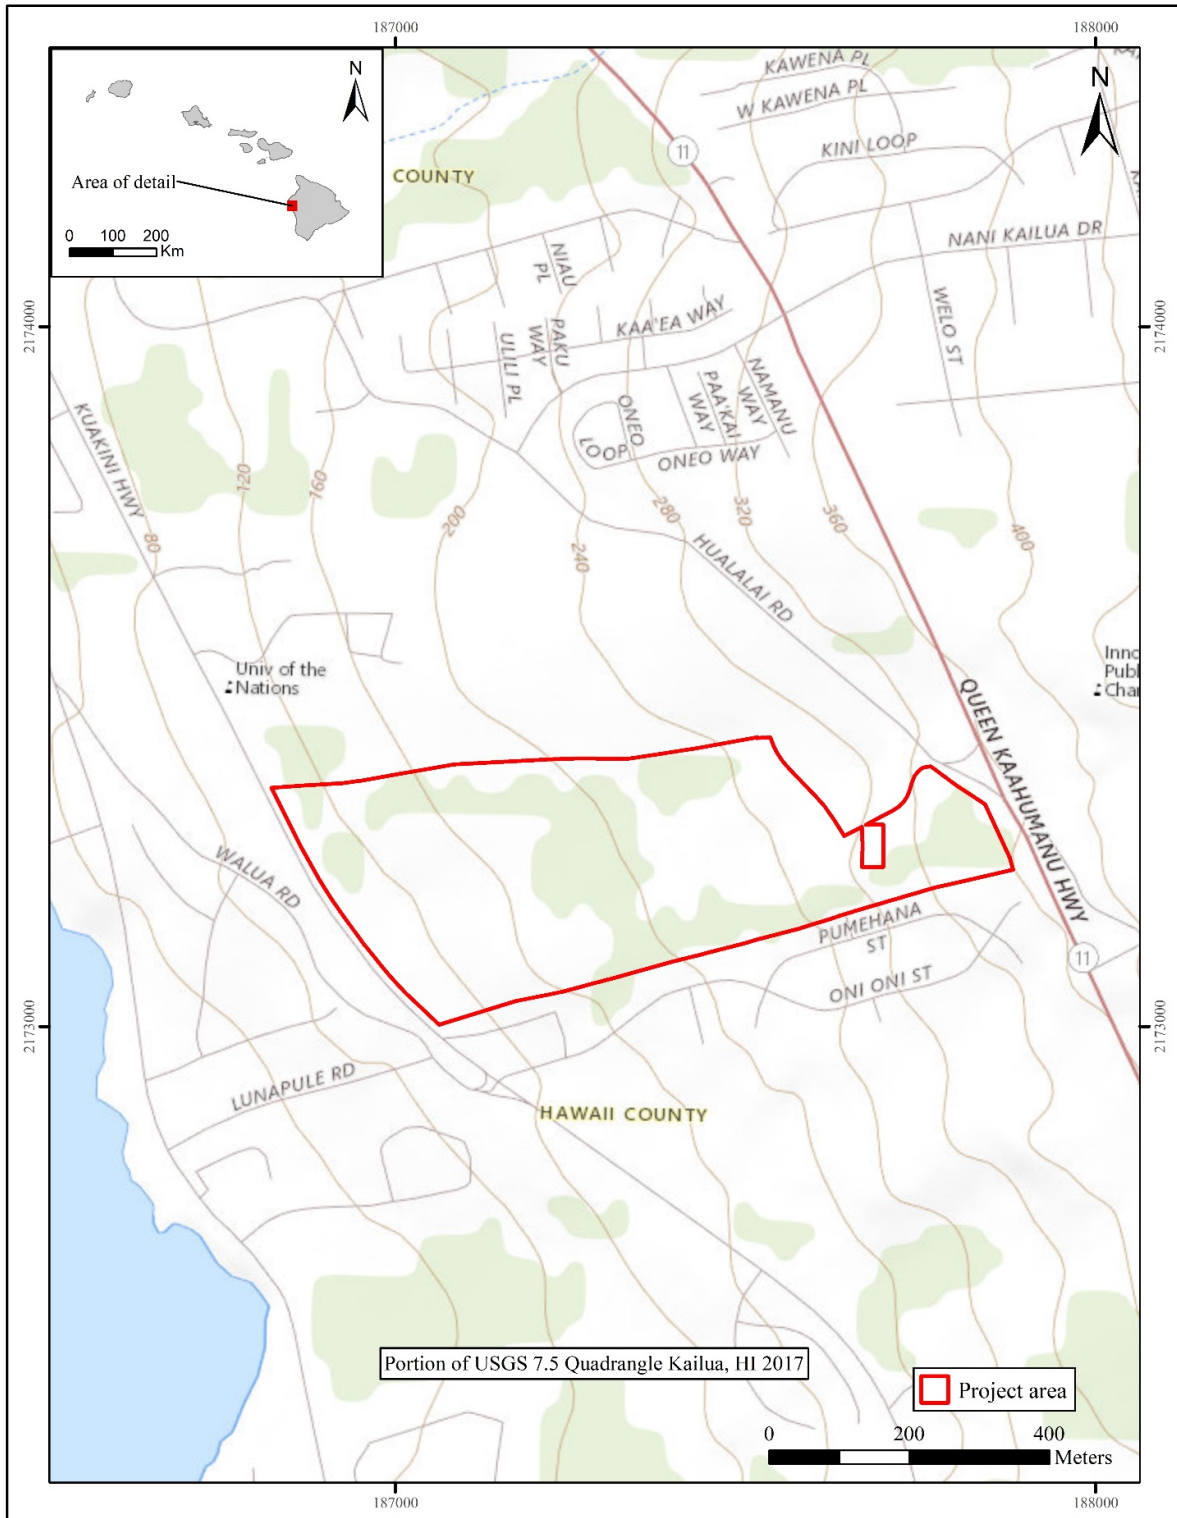 187000
188000
N
Area of detail
0 100 200
Km
N
KAWENA PL
W KAWENA PL
11
KINI LOOP
COUNTY
NANI KAILUA DR
NIAU
PL
WELO ST
2174000
2174000
KAA'EA WAY
PAKU
WAY
ULILI PL
NAMANU
WAY
PAA'KAI
WAY
ONEO
LOOP
ONEO WAY
KUAKINI HWY
120
160
200
80
240
280
320
360
400
HUALALAI RD
Univ of the
Nations
Inno
Publ
Char
QUEEN KAAHUMANU HWY
WALUA RD
PUMEHANA
ST
11
ONI ONI ST
2173000
2173000
LUNAPULE RD
HAWAII COUNTY
Portion of USGS 7.5 Quadrangle Kailua, HI 2017
Project area
0 200 400
Meters
187000
188000